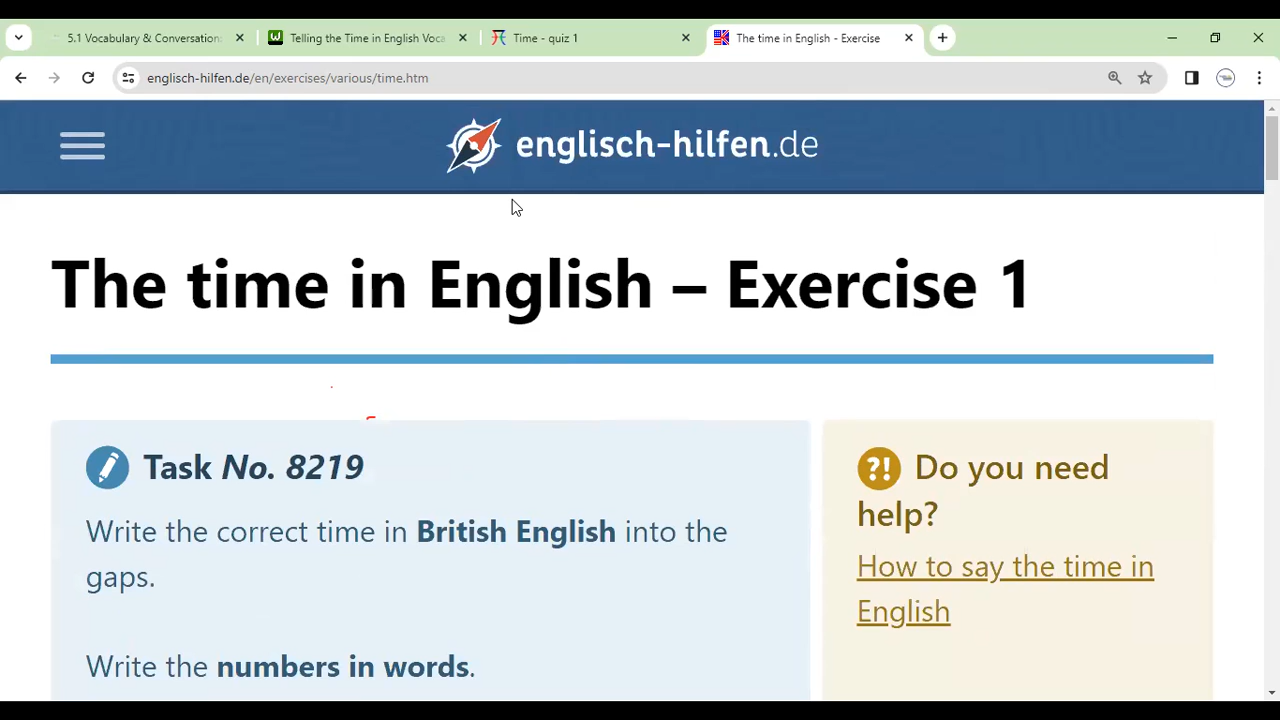 5.1 Vocabulary & Conversation
Telling the Time in English Voca
Time - quiz 1
The time in English - Exercise
englisch-hilfen.de/en/exercises/various/time.htm
englisch-hilfen.de
The time in English – Exercise 1
Task No. 8219
Write the correct time in British English into the
gaps.
Write the numbers in words.
?! Do you need
help?
How to say the time in
English